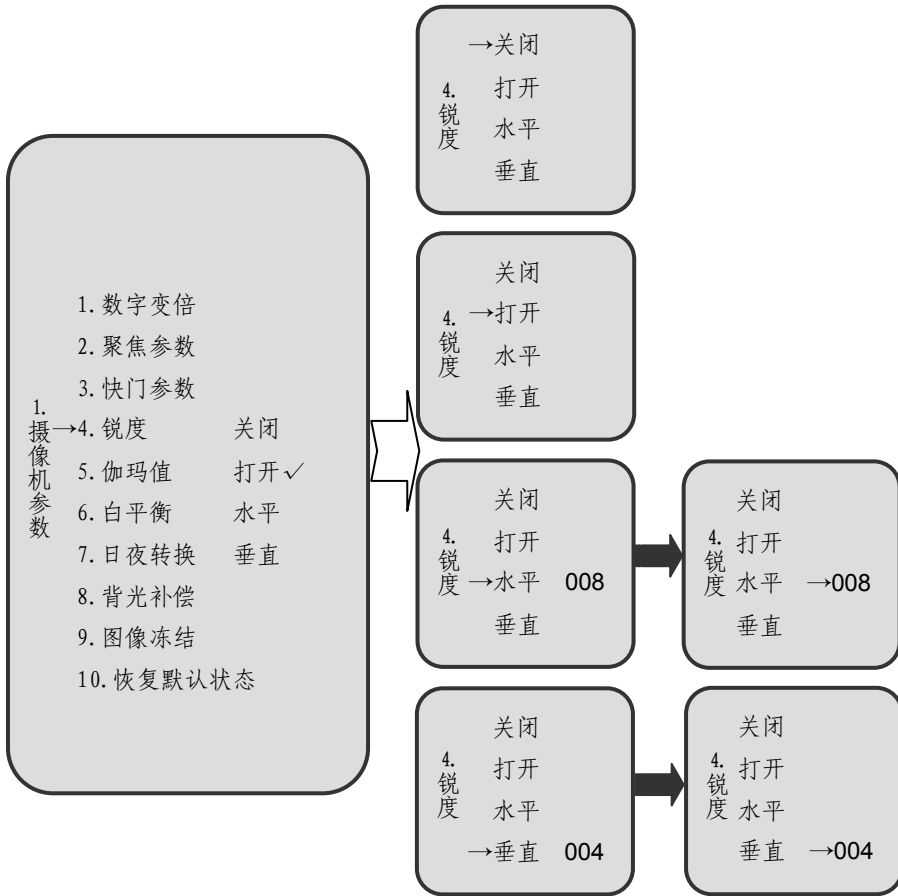 1.
摄像机参数
1.数字变倍
2.聚焦参数
3.快门参数
→4.锐度 关闭
5.伽玛值 打开√
6.白平衡 水平
7.日夜转换 垂直
8.背光补偿
9.图像冻结
10.恢复默认状态
4.
锐度
→关闭
打开
水平
垂直
4.
锐度
关闭
→打开
水平
垂直
4.
锐度
关闭
打开
→水平 008
垂直
4.
锐度
关闭
打开
水平 →008
垂直
4.
锐度
关闭
打开
水平
→垂直 004
4.
锐度
关闭
打开
水平
垂直 →004